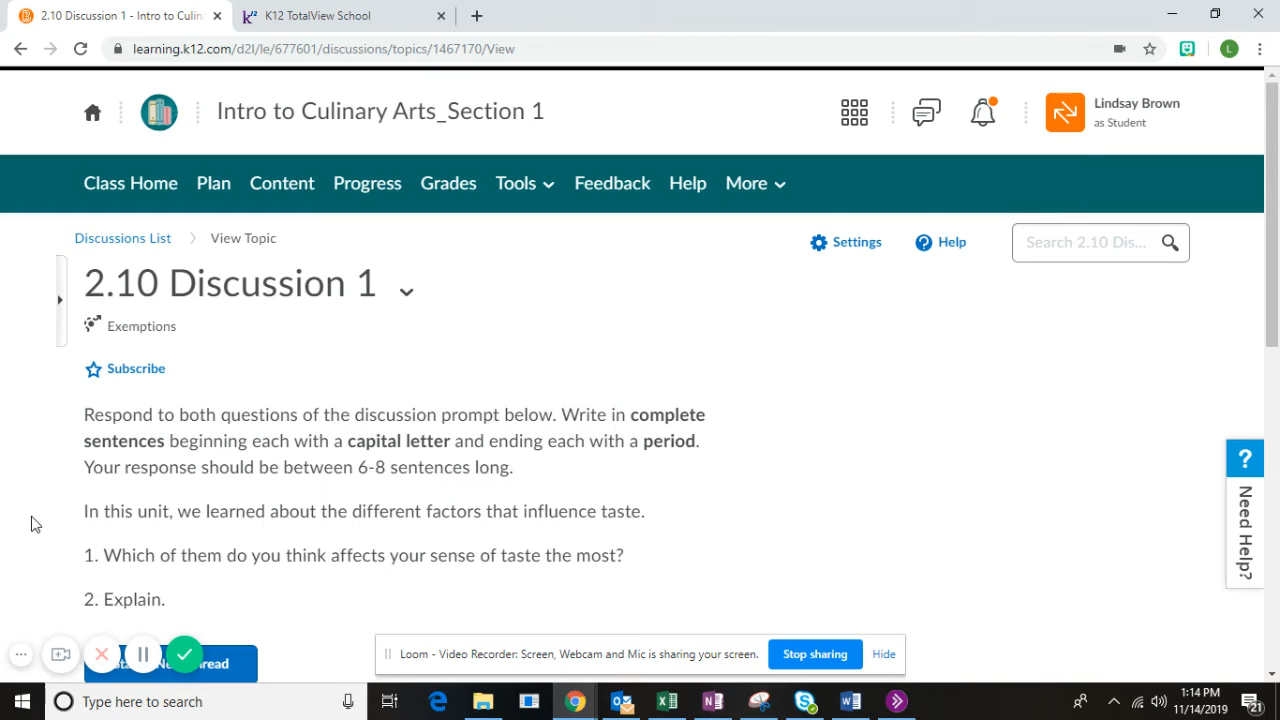 2.10 Discussion 1 - Intro to Culin
K12 TotalView School
learning.k12.com/d2l/le/677601/discussions/topics/1467170/View
L
Intro to Culinary Arts_Section 1
Lindsay Brown
as Student
Class Home Plan Content Progress Grades Tools Feedback Help More
Discussions List View Topic
Settings Help Search 2.10 Dis...
2.10 Discussion 1
Exemptions
Subscribe
Respond to both questions of the discussion prompt below. Write in complete
sentences beginning each with a capital letter and ending each with a period.
Your response should be between 6-8 sentences long.
In this unit, we learned about the different factors that influence taste.
1. Which of them do you think affects your sense of taste the most?
2. Explain.
? Need Help?
Loom - Video Recorder: Screen, Webcam and Mic is sharing your screen. Stop sharing Hide
Type here to search
1:14 PM
11/14/2019
21